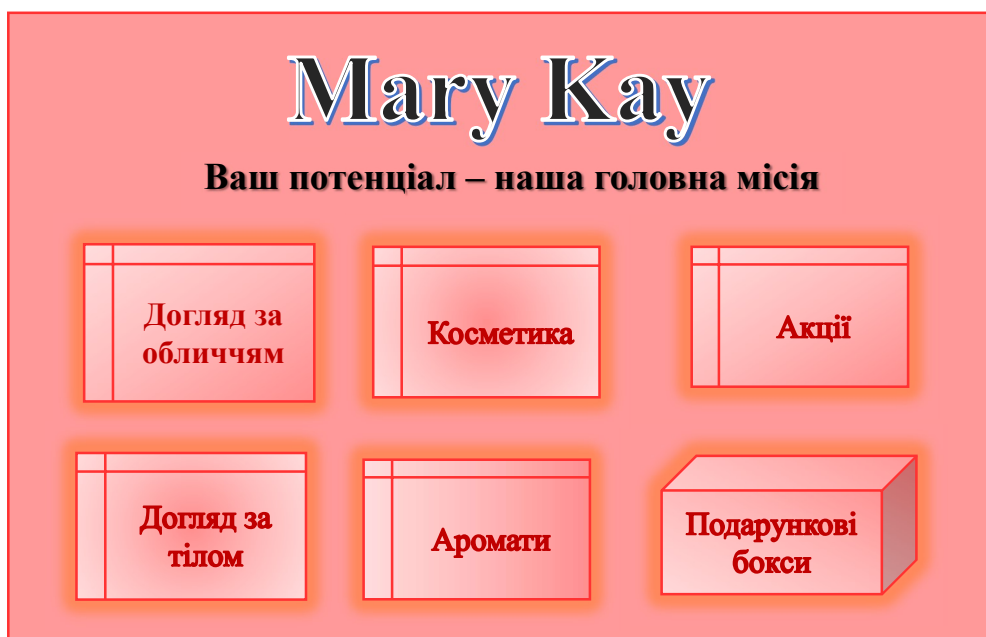 Mary Kay
Ваш потенціал – наша головна місія
Догляд за
обличчям
Косметика
Акції
Догляд за
тілом
Аромати
Подарункові
бокси